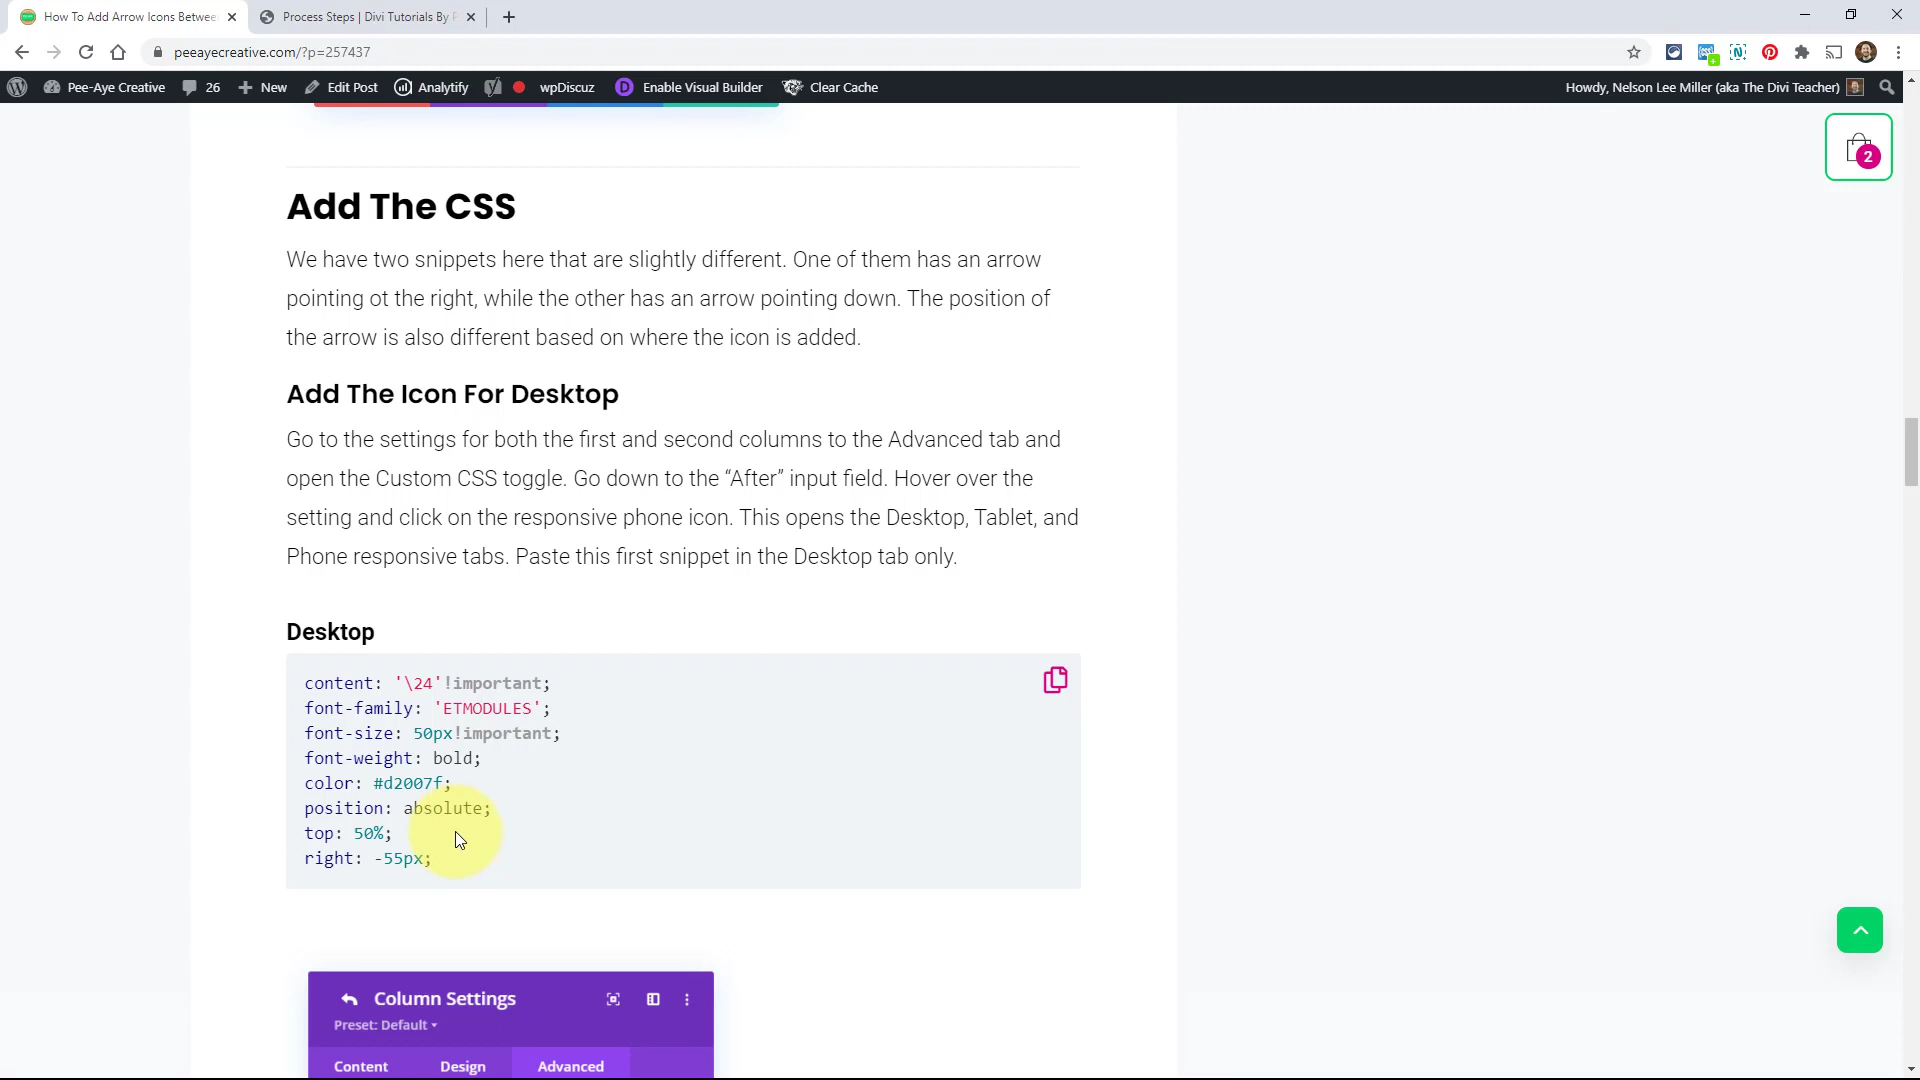 How To Add Arrow Icons Betwee
Process Steps | Divi Tutorials By P
peeayecreative.com/?p=257437
Pee-Aye Creative
26
New
Edit Post
Analytify
wpDiscuz
D
Enable Visual Builder
Clear Cache
Howdy, Nelson Lee Miller (aka The Divi Teacher)
2
Add The CSS
We have two snippets here that are slightly different. One of them has an arrow
pointing ot the right, while the other has an arrow pointing down. The position of
the arrow is also different based on where the icon is added.
Add The Icon For Desktop
Go to the settings for both the first and second columns to the Advanced tab and
open the Custom CSS toggle. Go down to the “After” input field. Hover over the
setting and click on the responsive phone icon. This opens the Desktop, Tablet, and
Phone responsive tabs. Paste this first snippet in the Desktop tab only.
Desktop
content: '\24'!important;
font-family: 'ETMODULES';
font-size: 50px!important;
font-weight: bold;
color: #d2007f;
position: absolute;
top: 50%;
right: -55px;
Column Settings
Preset: Default
Content
Design
Advanced